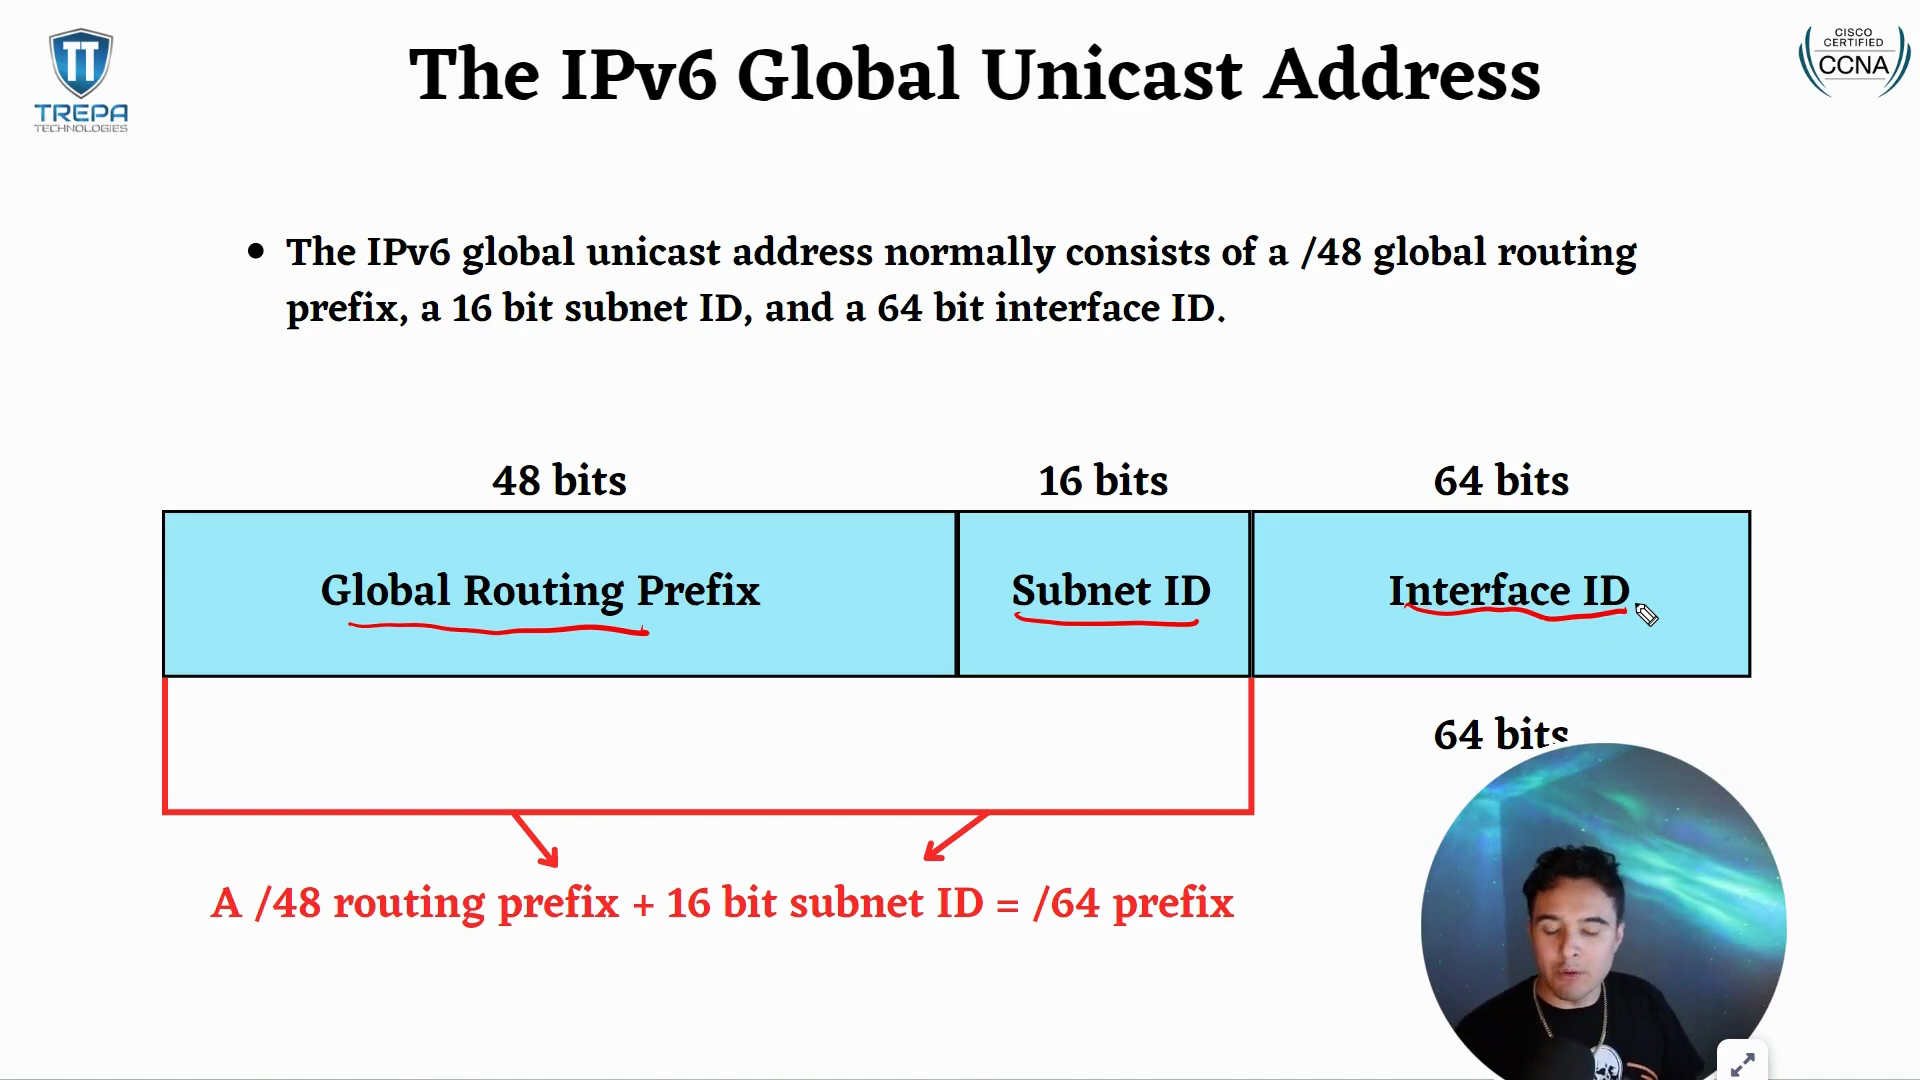 TREPA
TECHNOLOGIES
The IPv6 Global Unicast Address
CISCO
CERTIFIED
CCNA
• The IPv6 global unicast address normally consists of a /48 global routing
prefix, a 16 bit subnet ID, and a 64 bit interface ID.
48 bits
16 bits
64 bits
Global Routing Prefix
Subnet ID
Interface ID
64 bits
A /48 routing prefix + 16 bit subnet ID = /64 prefix